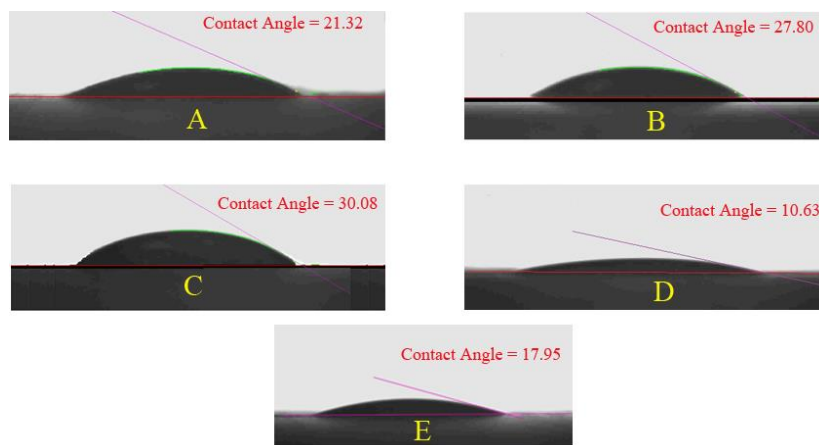 Contact Angle = 21.32
A
Contact Angle = 27.80
B
Contact Angle = 30.08
C
Contact Angle = 10.63
D
Contact Angle = 17.95
E